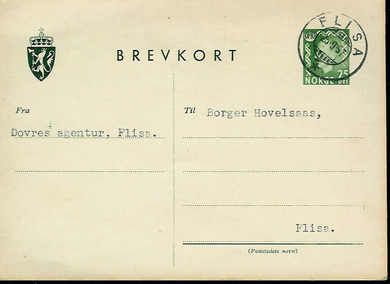 FLISA
BREVKORT
NORGE 25
Fra
Til
Borger Hovelsaas,
Dovres agentur, Flisa.
Flisa.
(Poststedets navn)